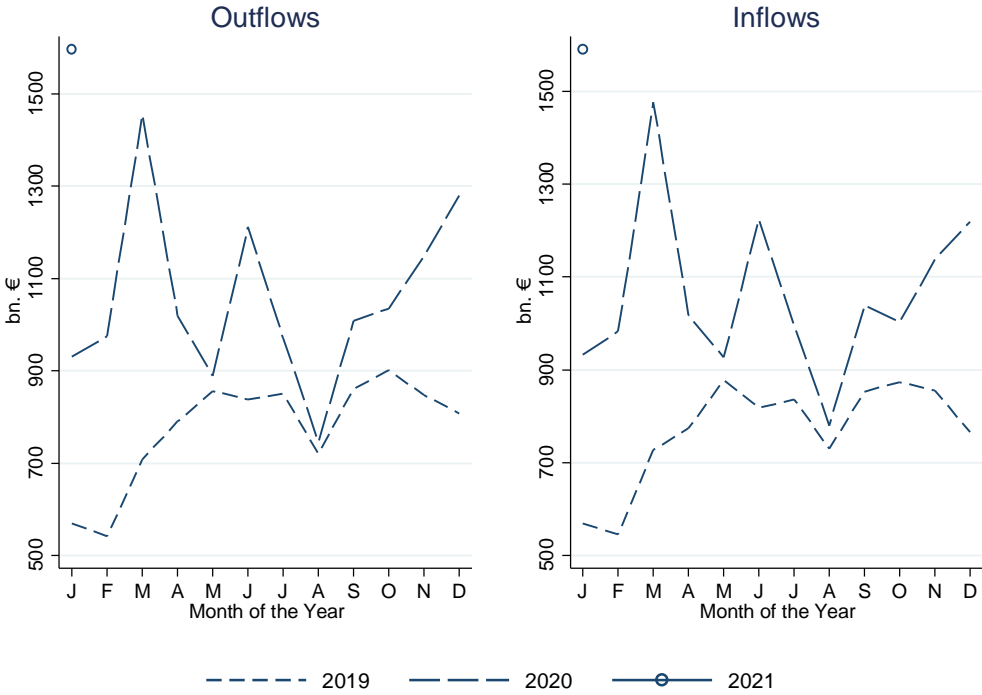 Outflows
bn. €
1500
1300
1100
900
700
500
J F M A M J J A S O N D
Month of the Year
Inflows
bn. €
1500
1300
1100
900
700
500
J F M A M J J A S O N D
Month of the Year
2019 2020 2021